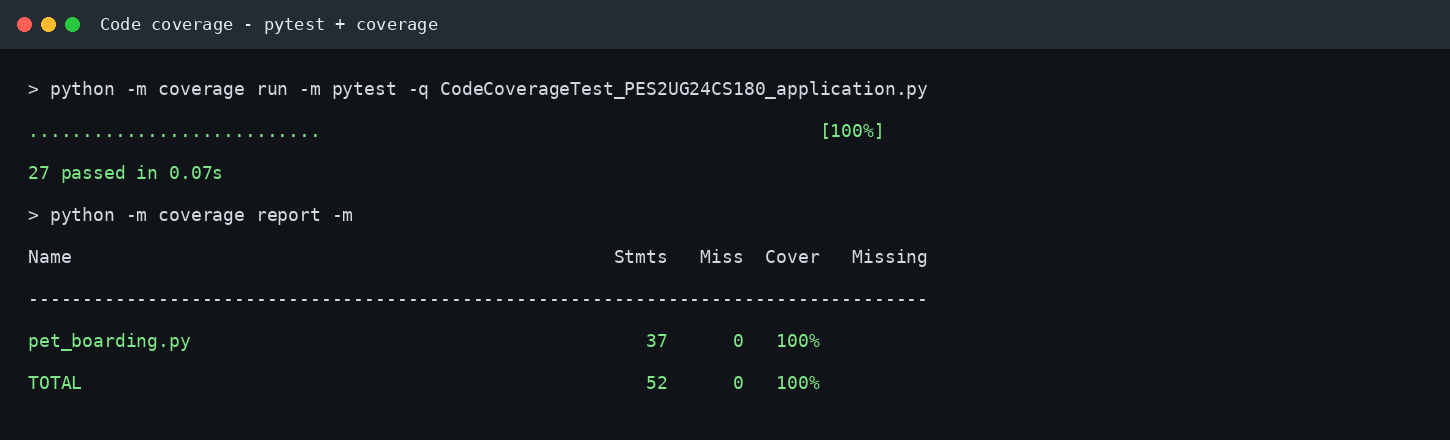 Code coverage - pytest + coverage
> python -m coverage run -m pytest -q CodeCoverageTest_PES2UG24CS180_application.py
........................... [100%]
27 passed in 0.07s
> python -m coverage report -m
Name Stmts Miss Cover Missing
-----------------------------------------------------------------------------------
pet_boarding.py 37 0 100%
TOTAL 52 0 100%